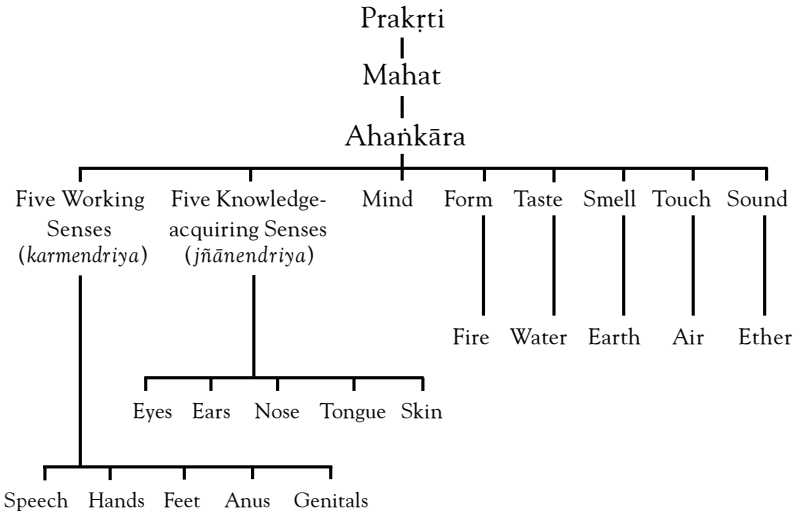 Prakṛti
Mahat
Ahaṅkāra
Five Working Senses (karmendriya)
Five Knowledge-acquiring Senses (jñānendriya)
Mind
Form
Taste
Smell
Touch
Sound
Fire
Water
Earth
Air
Ether
Eyes
Ears
Nose
Tongue
Skin
Speech
Hands
Feet
Anus
Genitals